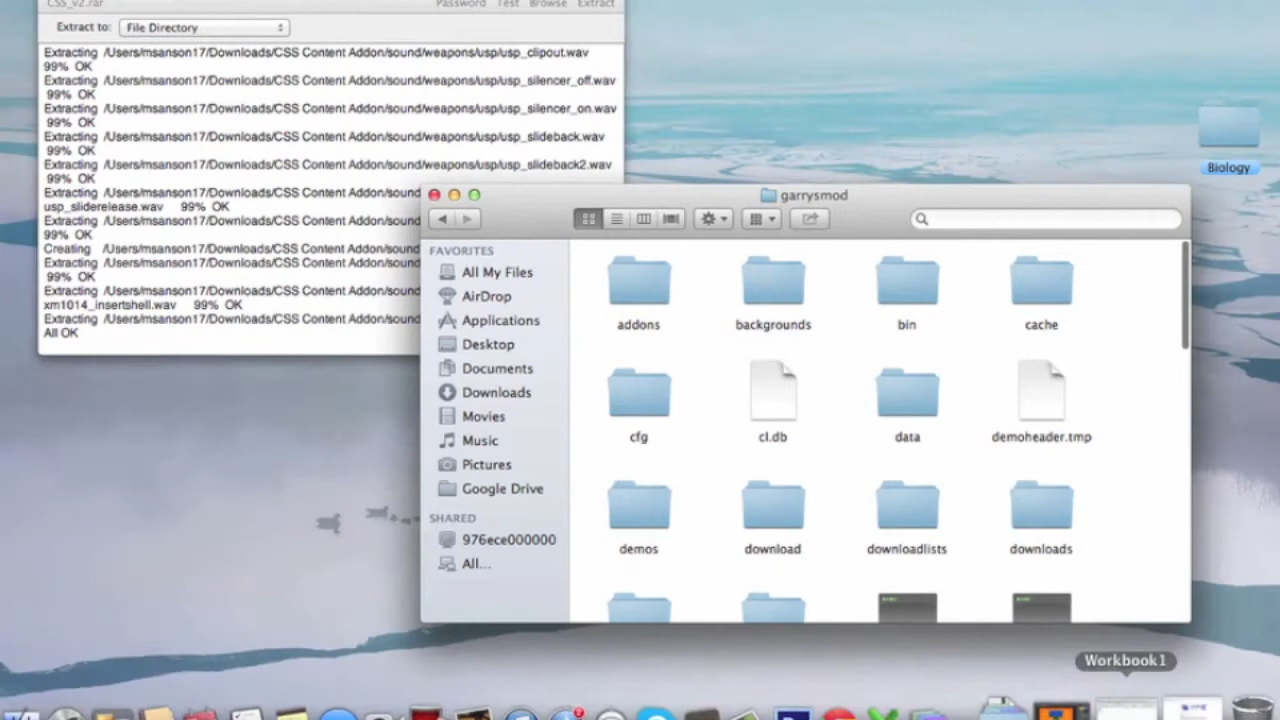 CSS_v2.rar
Password Test Browse Extract
Extract to: File Directory
Extracting /Users/msanson17/Downloads/CSS Content Addon/sound/weapons/usp/usp_clipout.wav
99% OK
Extracting /Users/msanson17/Downloads/CSS Content Addon/sound/weapons/usp/usp_silencer_off.wav
99% OK
Extracting /Users/msanson17/Downloads/CSS Content Addon/sound/weapons/usp/usp_silencer_on.wav
99% OK
Extracting /Users/msanson17/Downloads/CSS Content Addon/sound/weapons/usp/usp_slideback.wav
99% OK
Extracting /Users/msanson17/Downloads/CSS Content Addon/sound/weapons/usp/usp_slideback2.wav
99% OK
Extracting /Users/msanson17/Downloads/CSS Content Addon/sound
usp_sliderelease.wav 99% OK
Extracting /Users/msanson17/Downloads/CSS Content Addon/sound
99% OK
Creating /Users/msanson17/Downloads/CSS Content Addon/sound
Extracting /Users/msanson17/Downloads/CSS Content Addon/sound
99% OK
Extracting /Users/msanson17/Downloads/CSS Content Addon/sound
xm1014_insertshell.wav 99% OK
Extracting /Users/msanson17/Downloads/CSS Content Addon/sound
All OK
Biology
garrysmod
FAVORITES
All My Files
AirDrop
Applications
Desktop
Documents
Downloads
Movies
Music
Pictures
Google Drive
SHARED
976ece000000
All...
addons backgrounds bin cache
cfg cl.db data demoheader.tmp
demos download downloadlists downloads
Workbook1